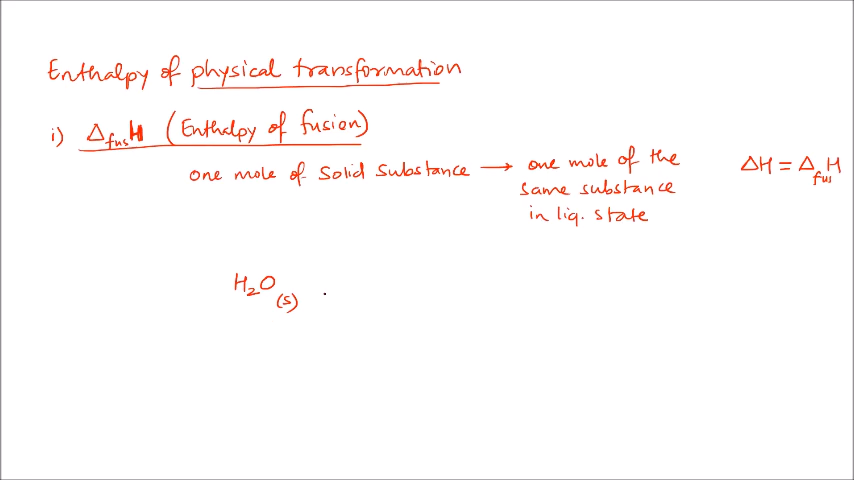 Enthalpy of physical transformation
i) ΔfusH (Enthalpy of fusion)
one mole of solid substance → one mole of the
same substance
in liq. state
ΔH = ΔfusH
H2O(s)